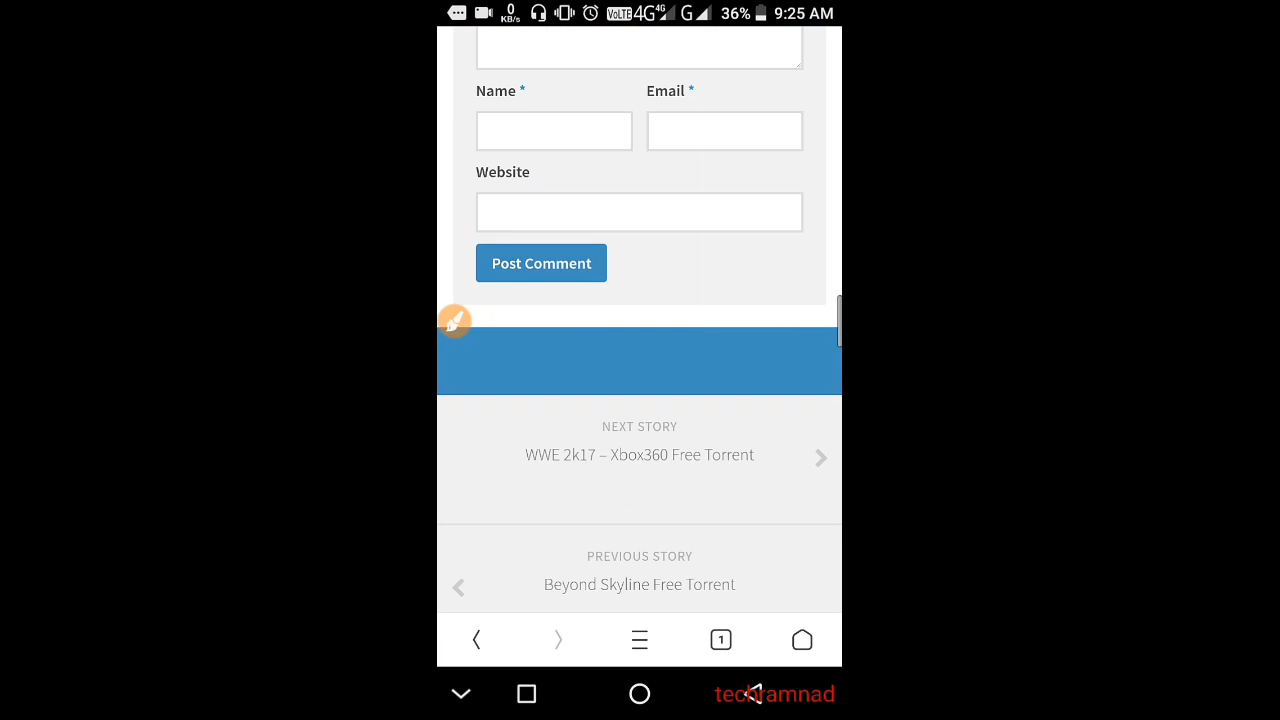 0 KB/s VoLTE 4G 4G G 36% 9:25 AM
Name * Email *
Website
Post Comment
NEXT STORY
WWE 2k17 – Xbox360 Free Torrent
PREVIOUS STORY
Beyond Skyline Free Torrent
1
techramnad